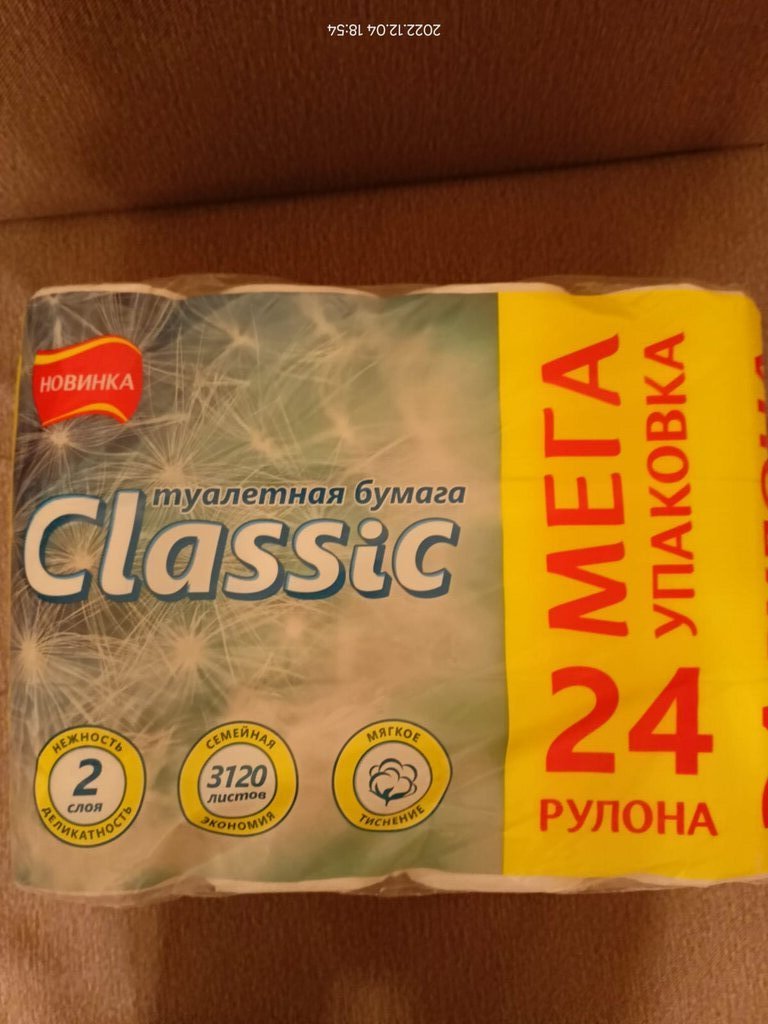 2022.12.04 18:54
НОВИНКА
туалетная бумага
Classic
НЕЖНОСТЬ
2
слоя
ДЕЛИКАТНОСТЬ
СЕМЕЙНАЯ
3120
листов
ЭКОНОМИЯ
МЯГКОЕ
ТИСНЕНИЕ
МЕГА
УПАКОВКА
24
РУЛОНА